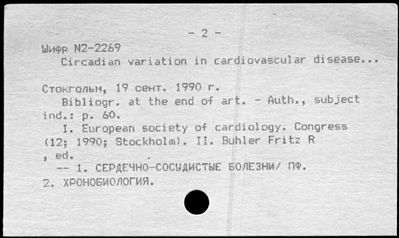 - 2 -
Шифр N2-2269
Circadian variation in cardiovascular disease...
Стокгольм, 19 сент. 1990 г.
Bibliogr. at the end of art. - Auth., subject
ind.: p. 60.
I. European society of cardiology. Congress
(12; 1990; Stockholm). II. Buhler Fritz R
, ed.
-- 1. СЕРДЕЧНО-СОСУДИСТЫЕ БОЛЕЗНИ/ ПФ.
2. ХРОНОБИОЛОГИЯ.